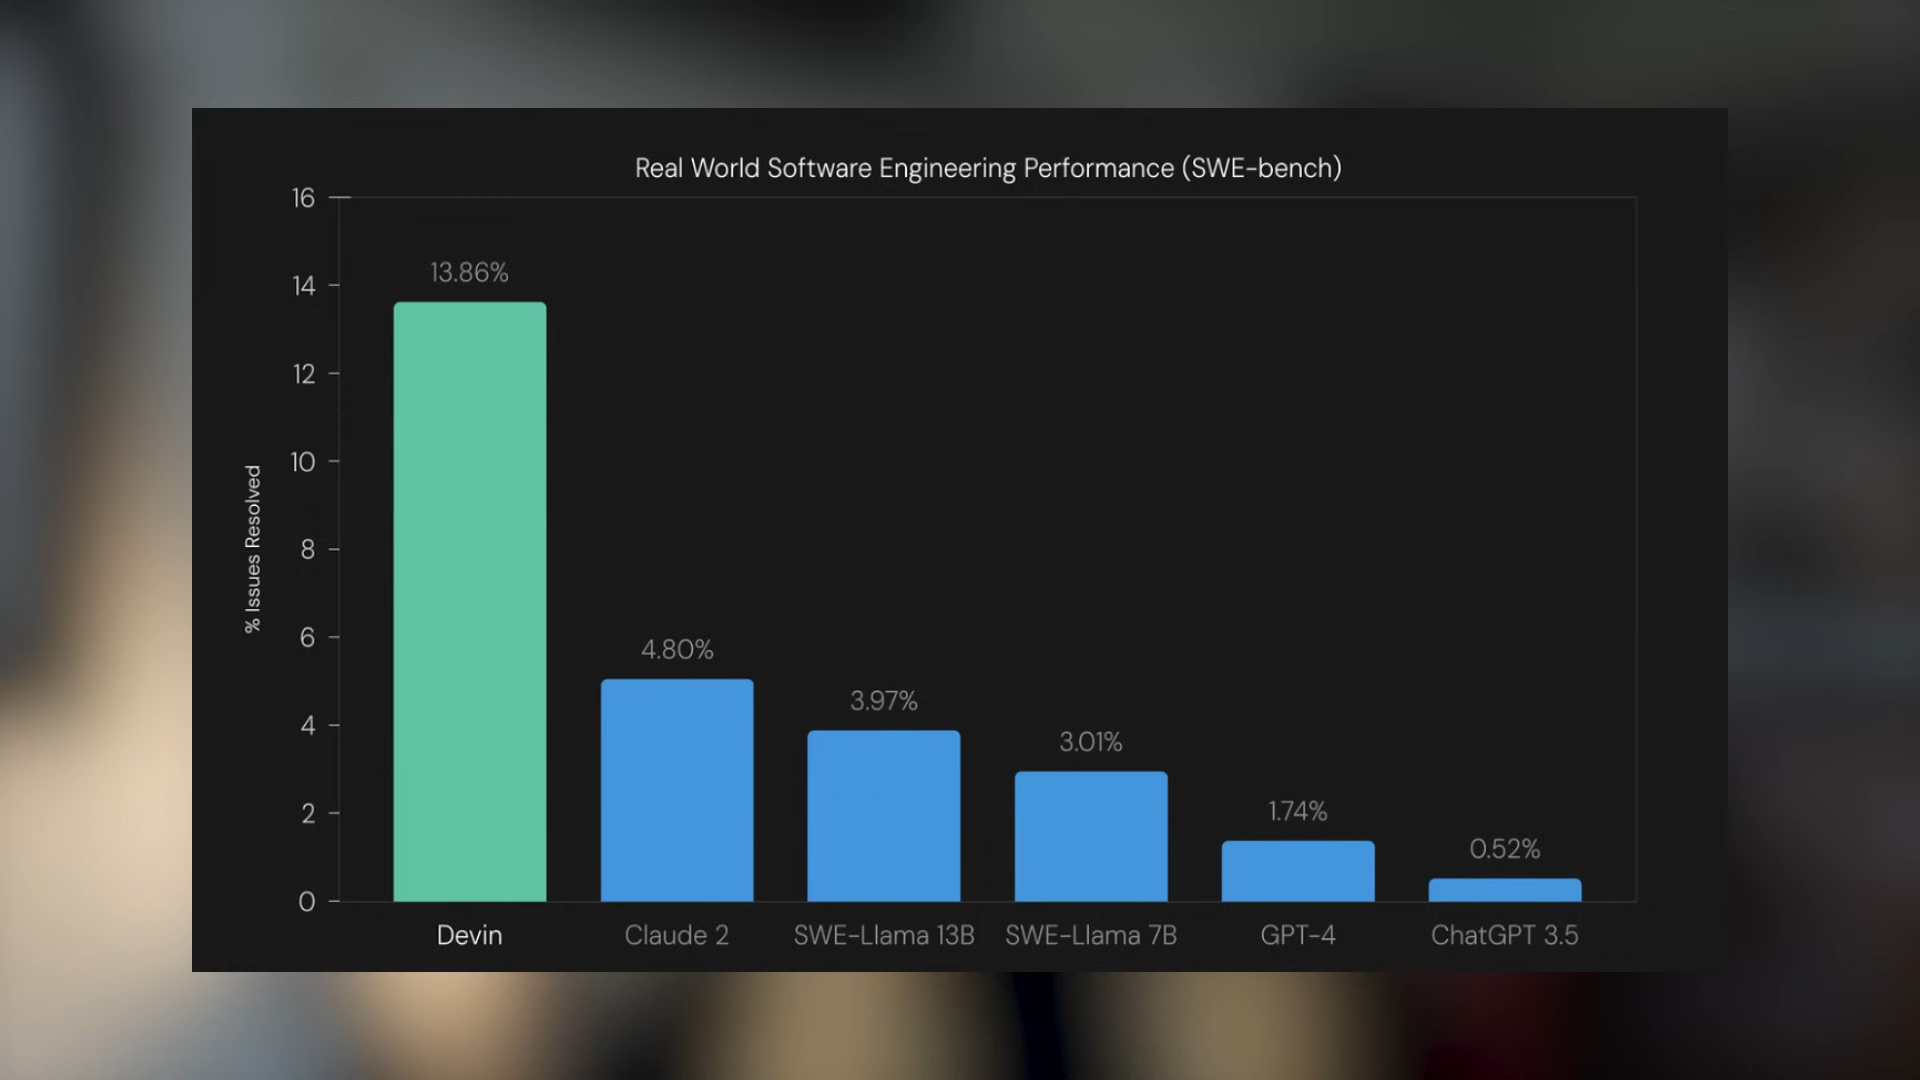 Real World Software Engineering Performance (SWE-bench)
% Issues Resolved
16
14
12
10
8
6
4
2
0
13.86%
4.80%
3.97%
3.01%
1.74%
0.52%
Devin
Claude 2
SWE-Llama 13B
SWE-Llama 7B
GPT-4
ChatGPT 3.5